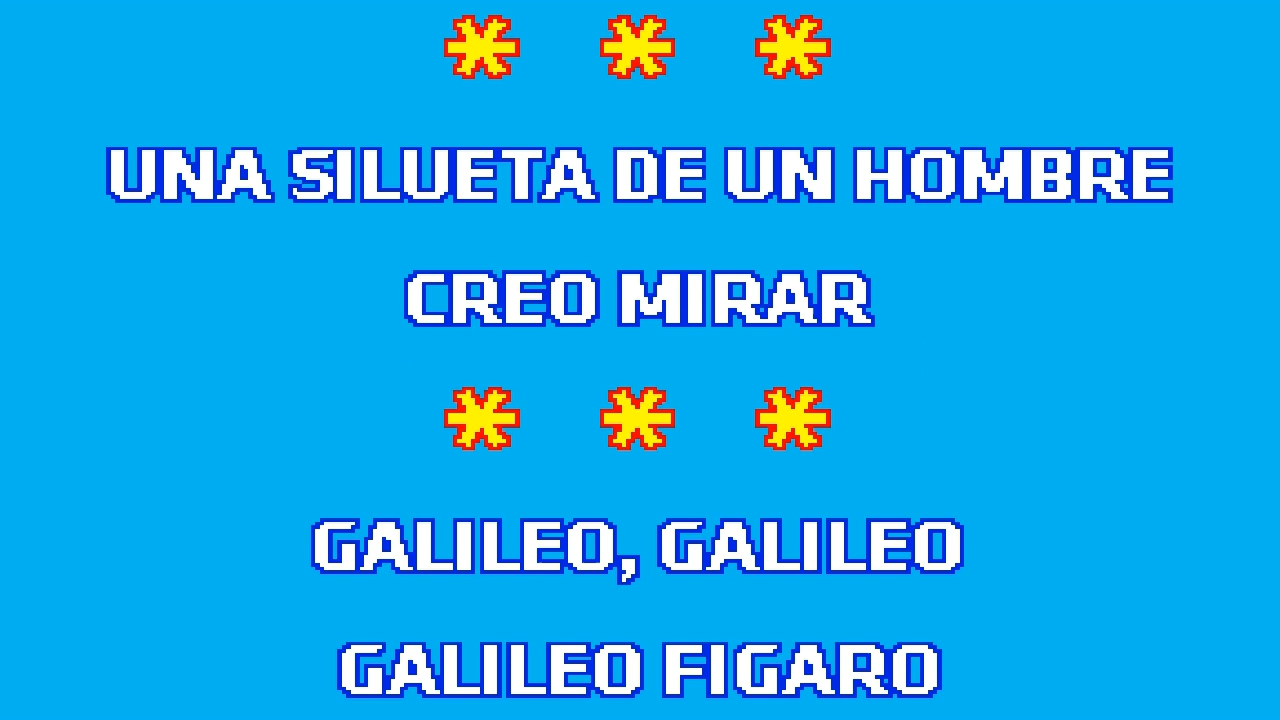 * * *
UNA SILUETA DE UN HOMBRE
CREO MIRAR
* * *
GALILEO, GALILEO
GALILEO FIGARO